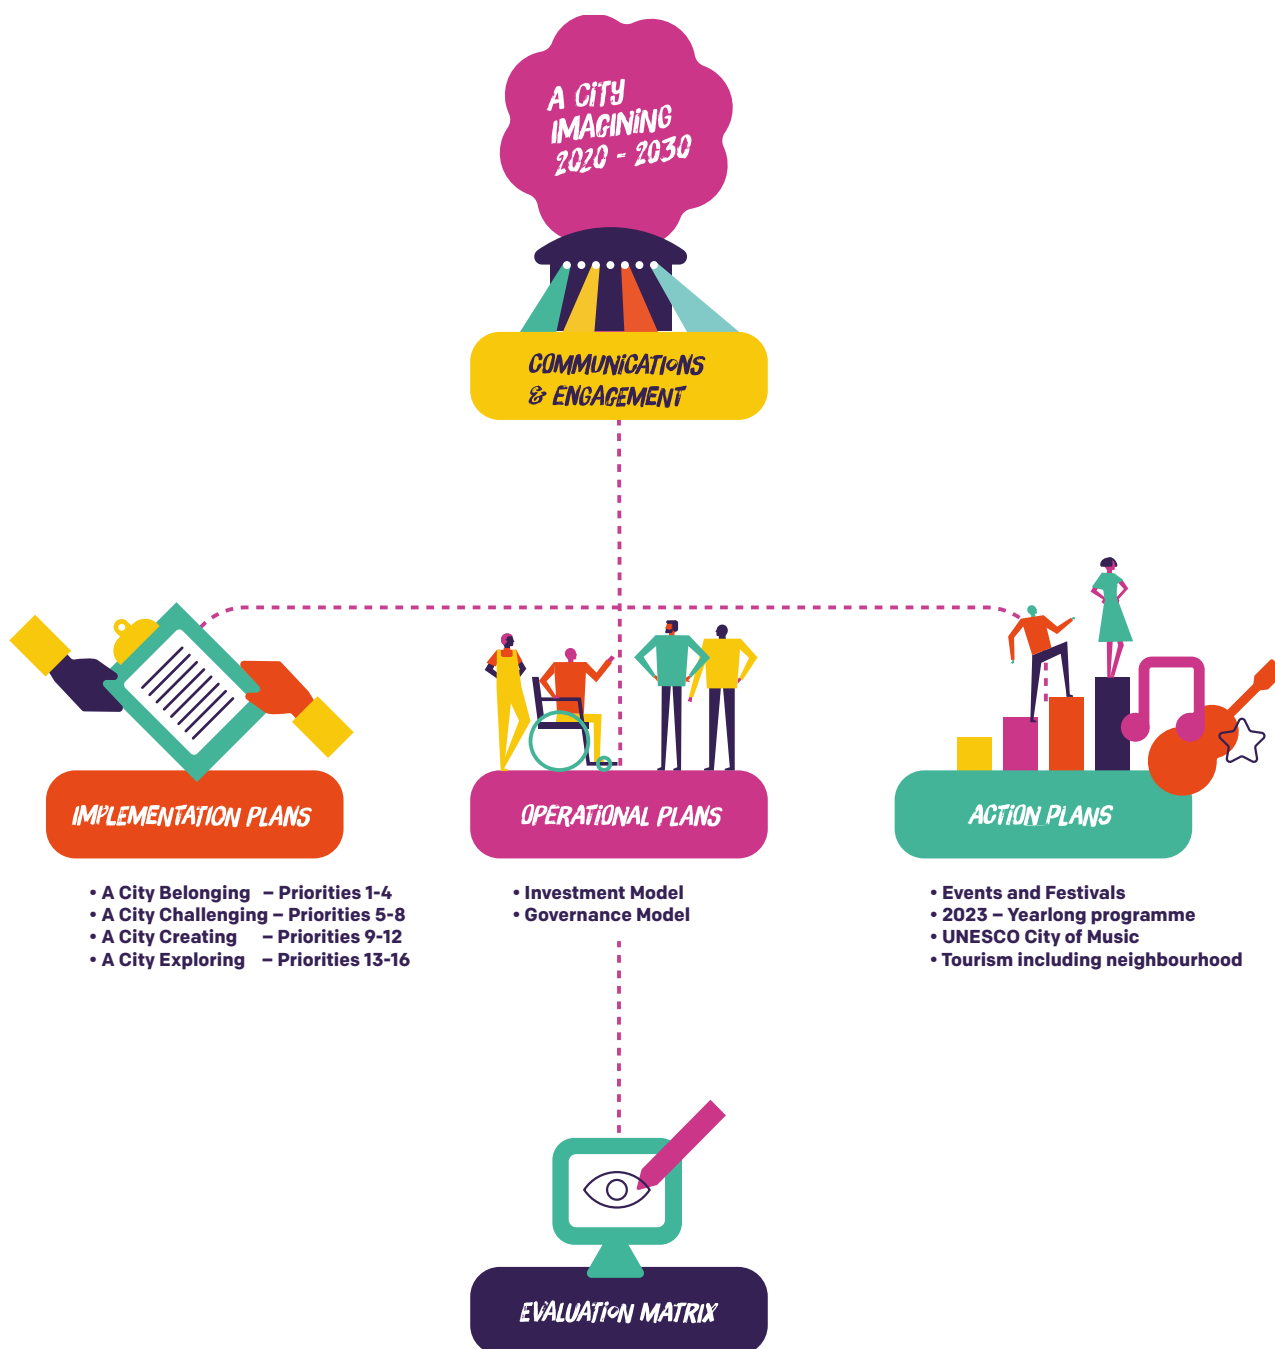 A CITY
IMAGINING
2020 - 2030
COMMUNICATIONS
& ENGAGEMENT
IMPLEMENTATION PLANS
• A City Belonging – Priorities 1-4
• A City Challenging – Priorities 5-8
• A City Creating – Priorities 9-12
• A City Exploring – Priorities 13-16
OPERATIONAL PLANS
• Investment Model
• Governance Model
ACTION PLANS
• Events and Festivals
• 2023 – Yearlong programme
• UNESCO City of Music
• Tourism including neighbourhood
EVALUATION MATRIX